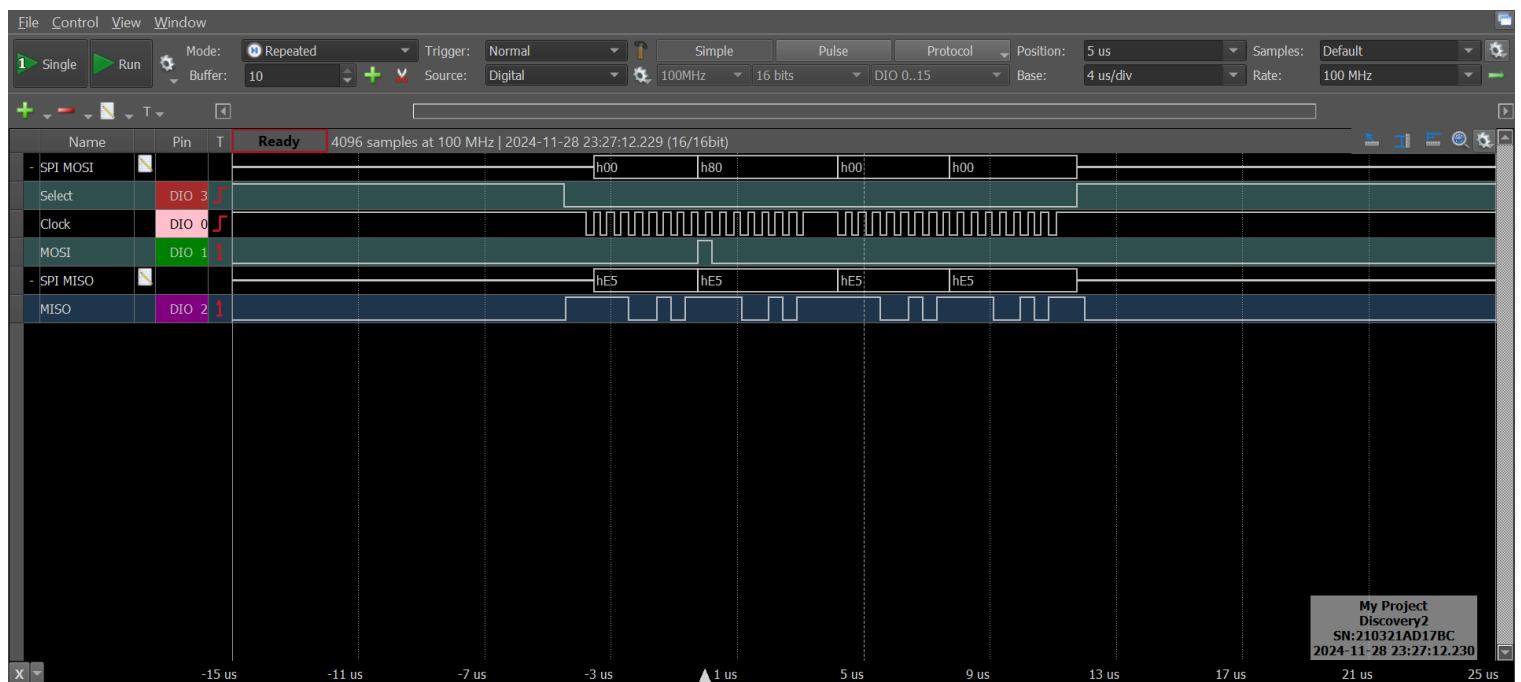 File Control View Window
1 Single Run Mode: Repeated Trigger: Normal Simple Pulse Protocol Position: 5 us Samples: Default
Buffer: 10 Source: Digital 100MHz 16 bits DIO 0..15 Base: 4 us/div Rate: 100 MHz
T
Name Pin T Ready 4096 samples at 100 MHz | 2024-11-28 23:27:12.229 (16/16bit)
- SPI MOSI h00 h80 h00 h00
Select DIO 3
Clock DIO 0
MOSI DIO 1 1
- SPI MISO hE5 hE5 hE5 hE5
MISO DIO 2 1
My Project
Discovery2
SN:210321AD17BC
2024-11-28 23:27:12.230
X -15 us -11 us -7 us -3 us 1 us 5 us 9 us 13 us 17 us 21 us 25 us